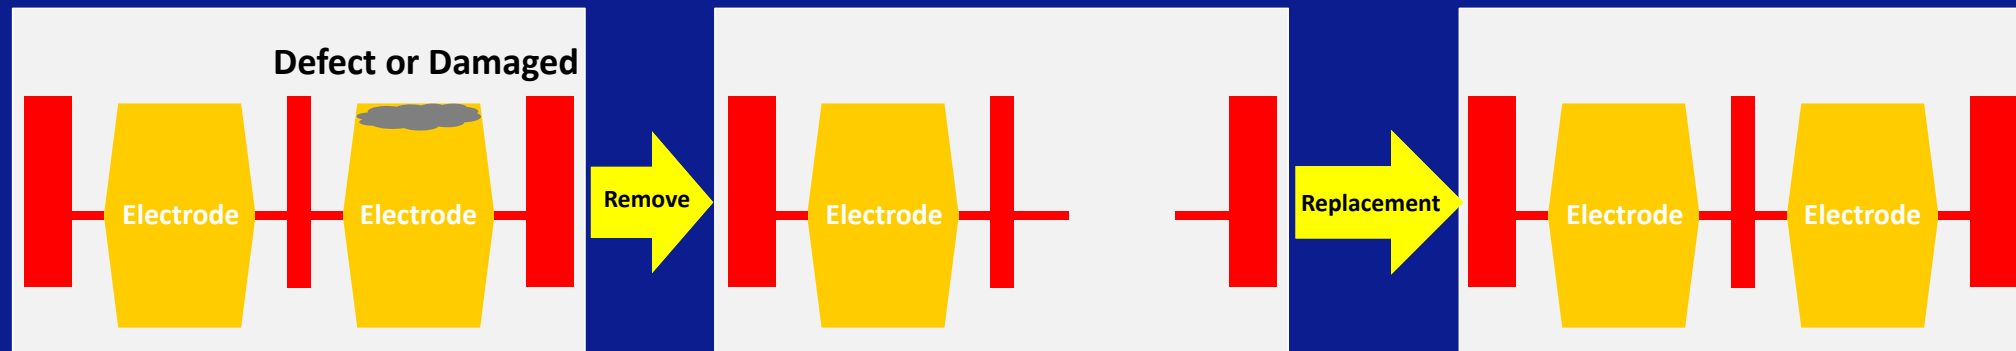 Defect or Damaged
Electrode
Electrode
Remove
Electrode
Replacement
Electrode
Electrode